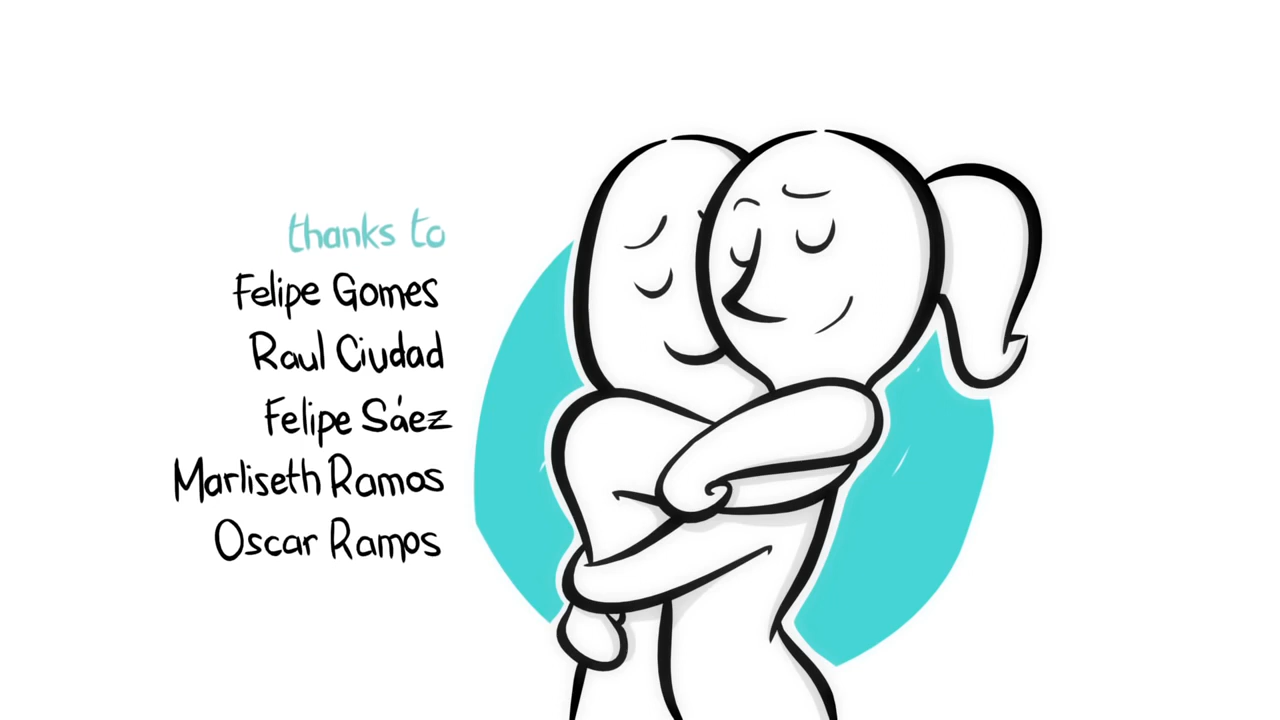 thanks to
Felipe Gomes
Raul Ciudad
Felipe Sáez
Marliseth Ramos
Oscar Ramos